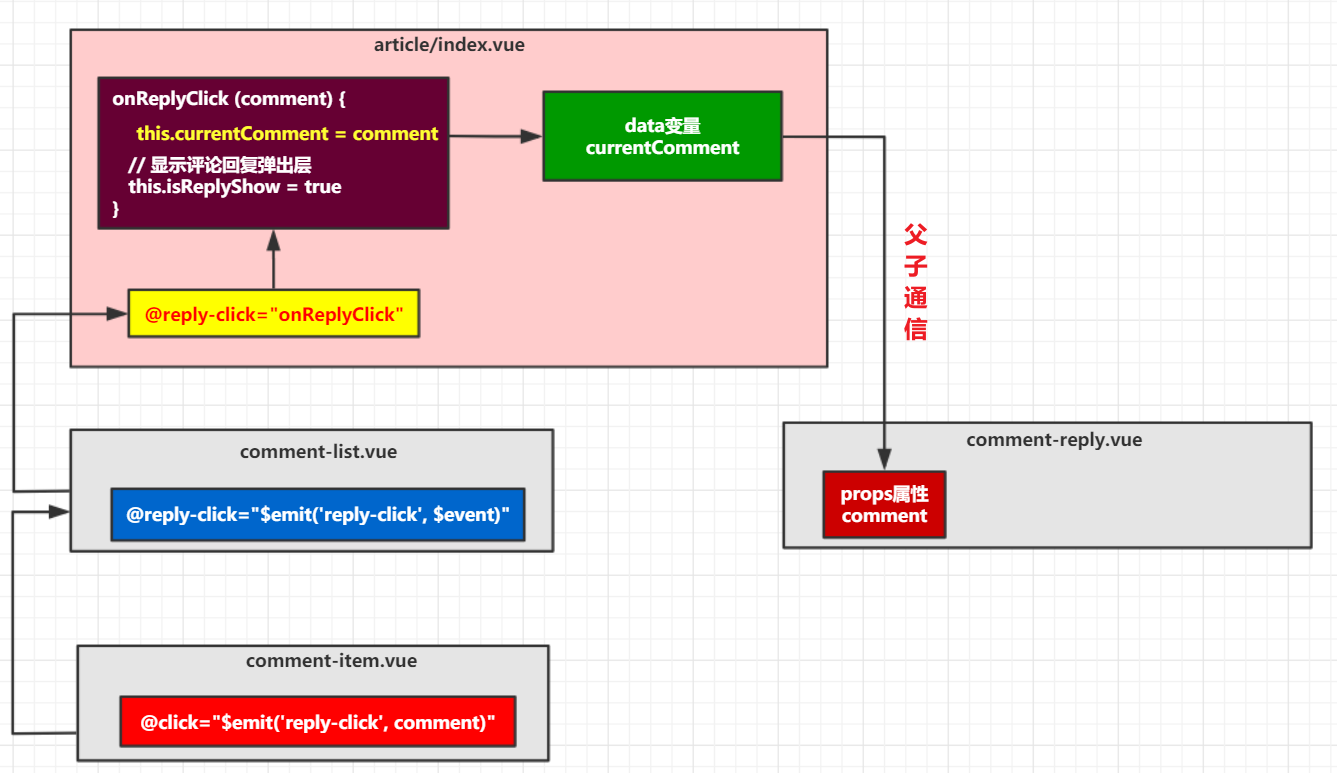 article/index.vue
onReplyClick (comment) {
this.currentComment = comment
// 显示评论回复弹出层
this.isReplyShow = true
}
data变量
currentComment
@reply-click="onReplyClick"
父
子
通
信
comment-list.vue
@reply-click="$emit('reply-click', $event)"
comment-reply.vue
props属性
comment
comment-item.vue
@click="$emit('reply-click', comment)"